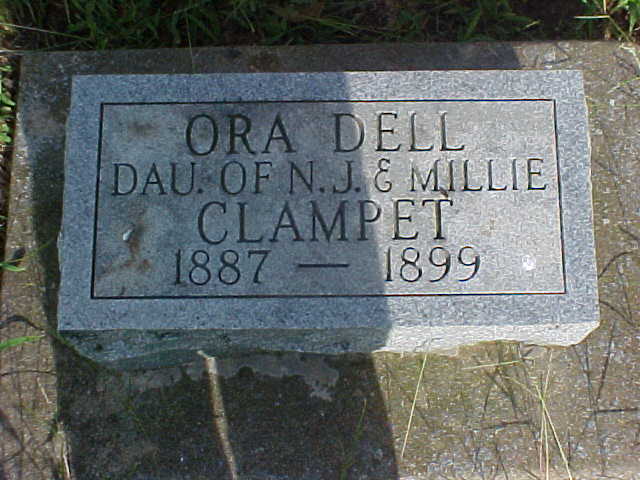 ORA DELL
DAU. OF N.J. & MILLIE
CLAMPET
1887 — 1899